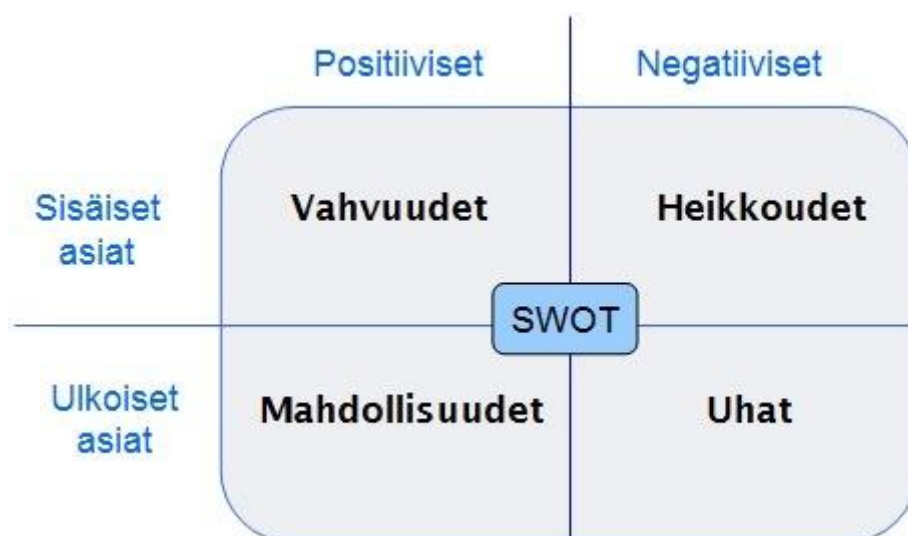 Positiiviset
Negatiiviset
Sisäiset
asiat
Vahvuudet
Heikkoudet
SWOT
Ulkoiset
asiat
Mahdollisuudet
Uhat